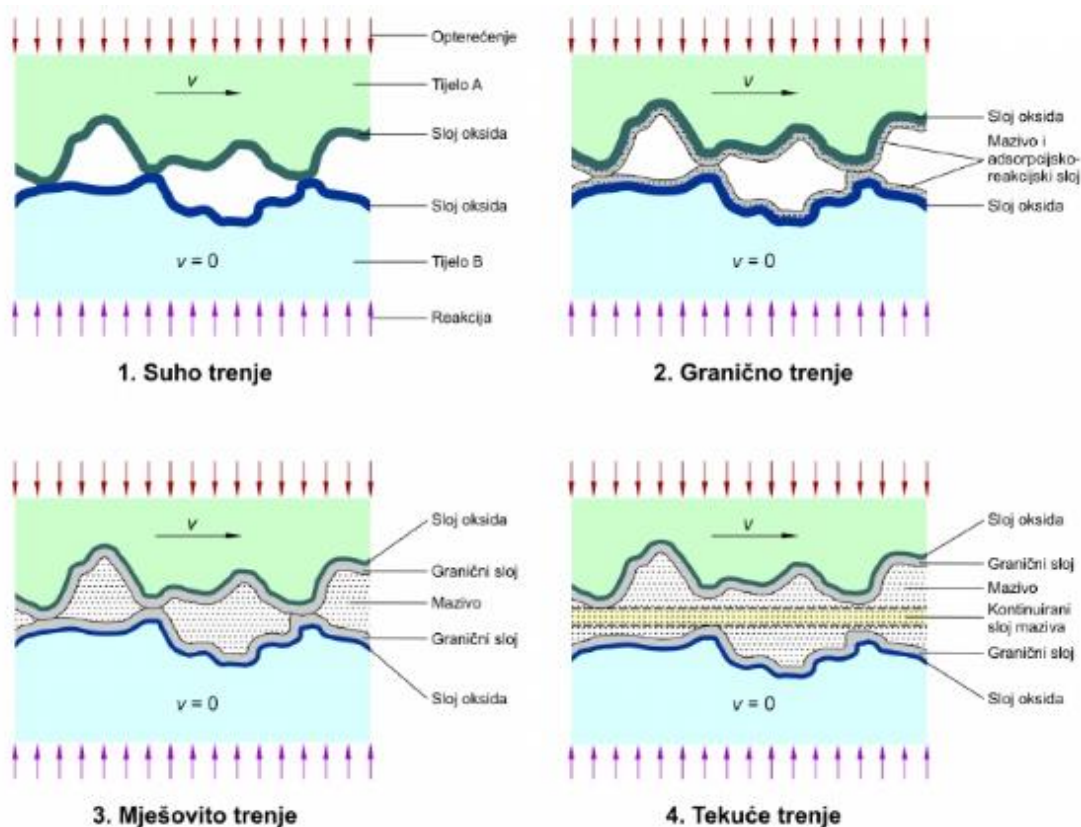 Opterećenje
v
Tijelo A
Sloj oksida
Sloj oksida
v = 0
Tijelo B
Reakcija
1. Suho trenje
v
Sloj oksida
Mazivo i
adsorpcijsko-
reakcijski sloj
Sloj oksida
v = 0
2. Granično trenje
v
Sloj oksida
Granični sloj
Mazivo
Granični sloj
Sloj oksida
v = 0
3. Mješovito trenje
v
Sloj oksida
Granični sloj
Mazivo
Kontinuirani
sloj maziva
Granični sloj
Sloj oksida
v = 0
4. Tekuće trenje